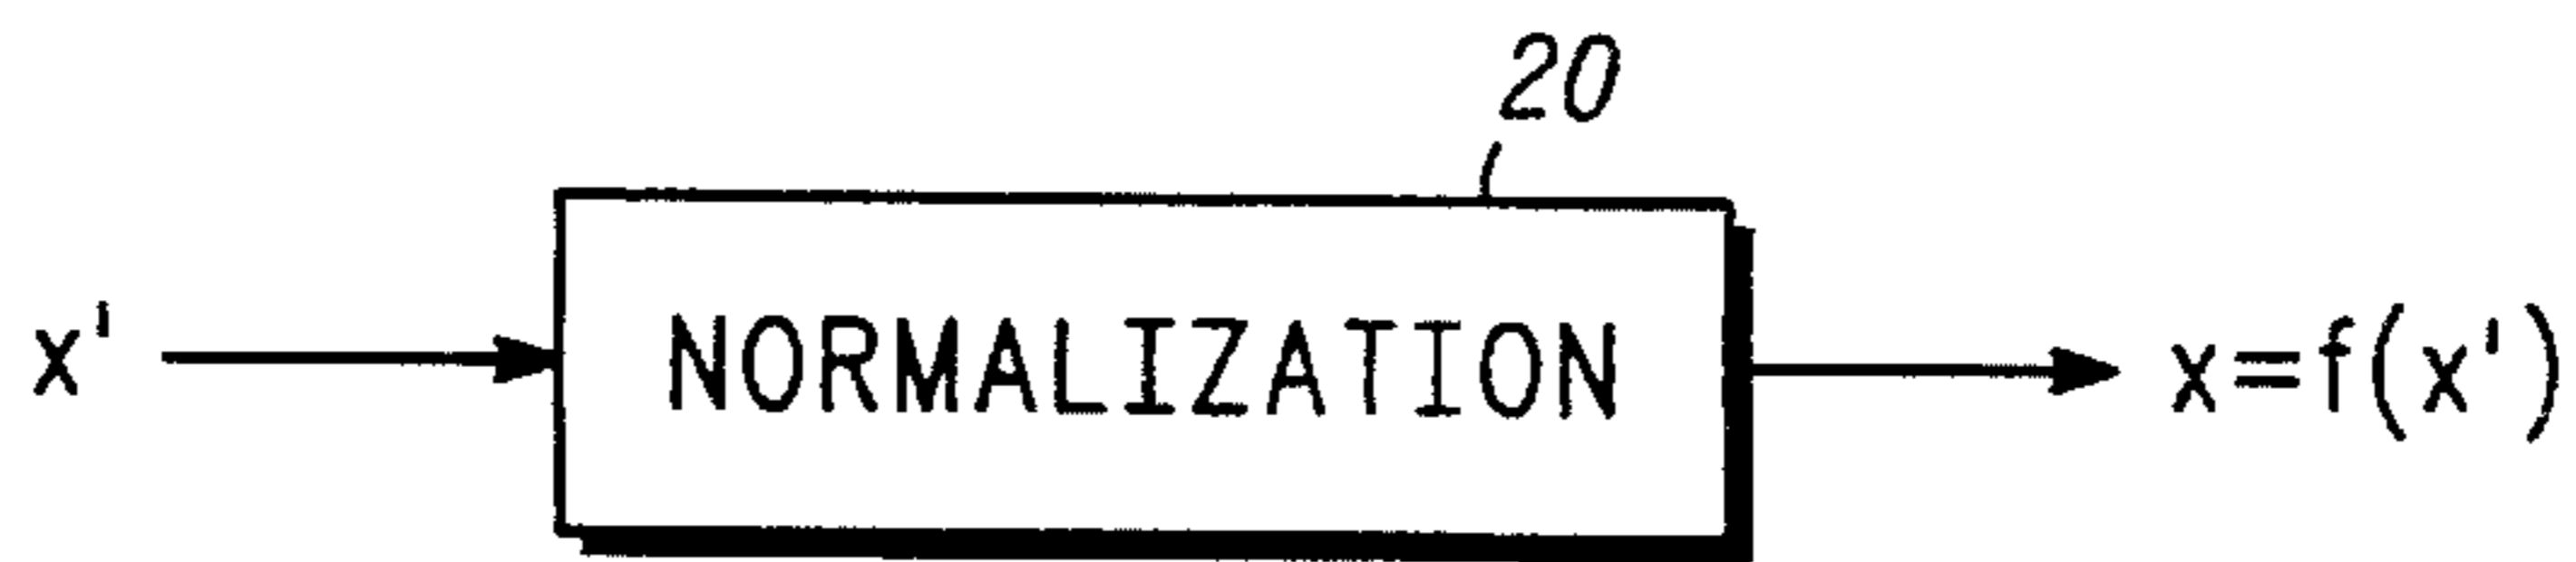 20
x' NORMALIZATION x=f(x')